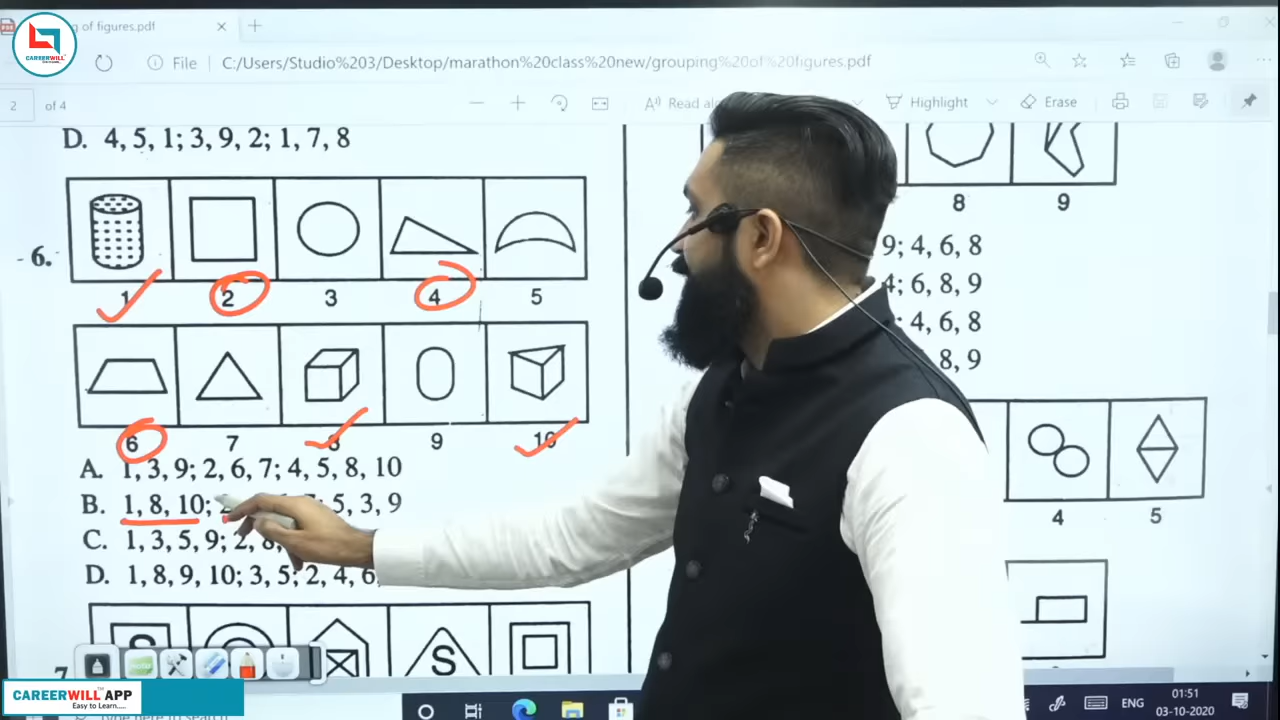 g of figures.pdf
CAREERWILL
File C:/Users/Studio%203/Desktop/marathon%20class%20new/grouping%20of%20figures.pdf
2 of 4
Read
Highlight
Erase
D. 4, 5, 1; 3, 9, 2; 1, 7, 8
8 9
6.
1 2 3 4 5
9; 4, 6, 8
4; 6, 8, 9
4, 6, 8
8, 9
6 7 8 9 10
A. 1, 3, 9; 2, 6, 7; 4, 5, 8, 10
B. 1, 8, 10; 5, 3, 9
C. 1, 3, 5, 9; 2, 8,
D. 1, 8, 9, 10; 3, 5; 2, 4, 6,
4 5
7
S S
CAREERWILL APP
Easy to Learn.....
Type here to search
ENG
01:51
03-10-2020